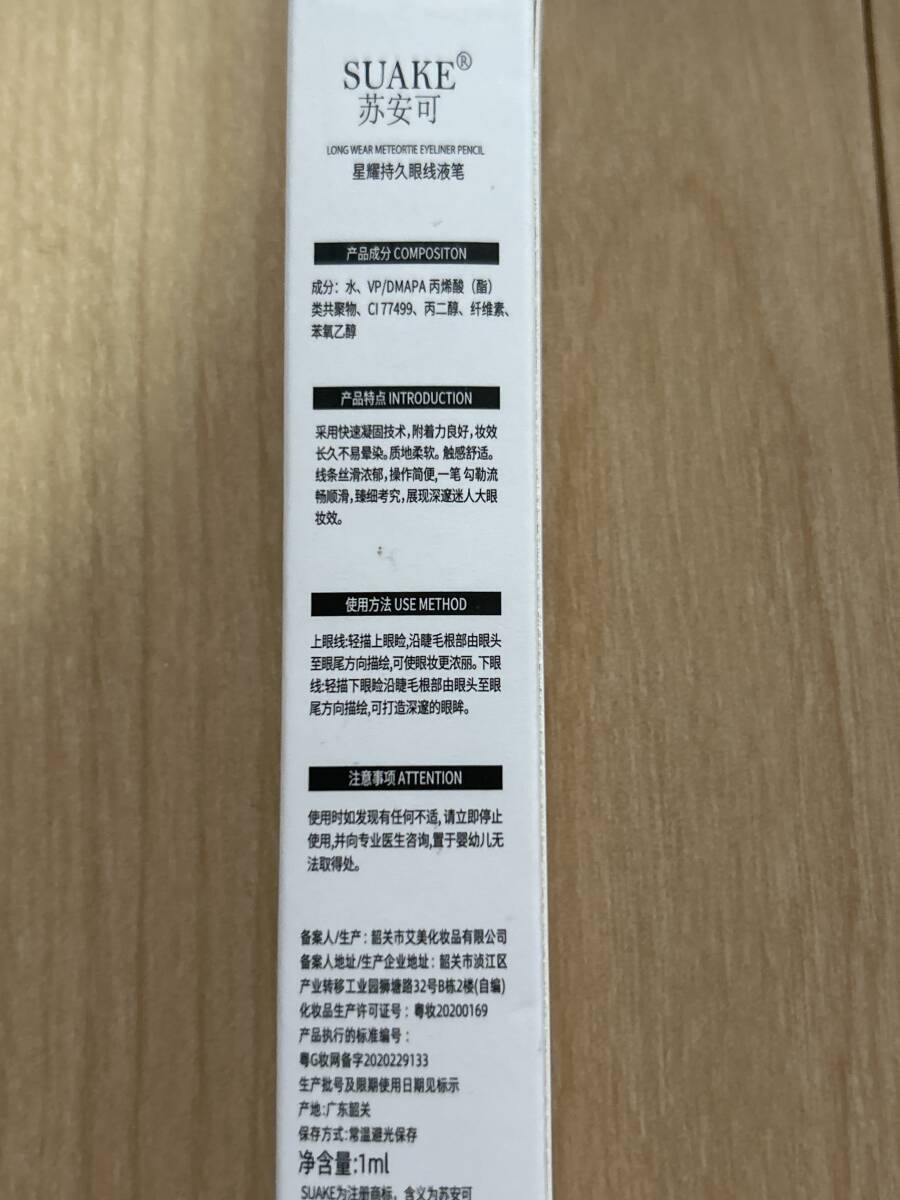 SUAKE®
苏安可
LONG WEAR METEORTIE EYELINER PENCIL
星耀持久眼线液笔
产品成分 COMPOSITON
成分：水、VP/DMAPA 丙烯酸（酯）
类共聚物、CI 77499、丙二醇、纤维素、
苯氧乙醇
产品特点 INTRODUCTION
采用快速凝固技术，附着力良好，妆效
长久不易晕染。质地柔软。触感舒适。
线条丝滑浓郁，操作简便,一笔 勾勒流
畅顺滑，臻细考究，展现深邃迷人大眼
妆效。
使用方法 USE METHOD
上眼线:轻描上眼睑,沿睫毛根部由眼头
至眼尾方向描绘,可使眼妆更浓丽。下眼
线:轻描下眼睑沿睫毛根部由眼头至眼
尾方向描绘,可打造深邃的眼眸。
注意事项 ATTENTION
使用时如发现有任何不适, 请立即停止
使用,并向专业医生咨询,置于婴幼儿无
法取得处。
备案人/生产：韶关市艾美化妆品有限公司
备案人地址/生产企业地址：韶关市浈江区
产业转移工业园狮塘路32号B栋2楼(自编)
化妆品生产许可证号：粤妆20200169
产品执行的标准编号：
粤G妆网备字2020229133
生产批号及限期使用日期见标示
产地:广东韶关
保存方式:常温避光保存
净含量:1ml
SUAKE为注册商标，含义为苏安可